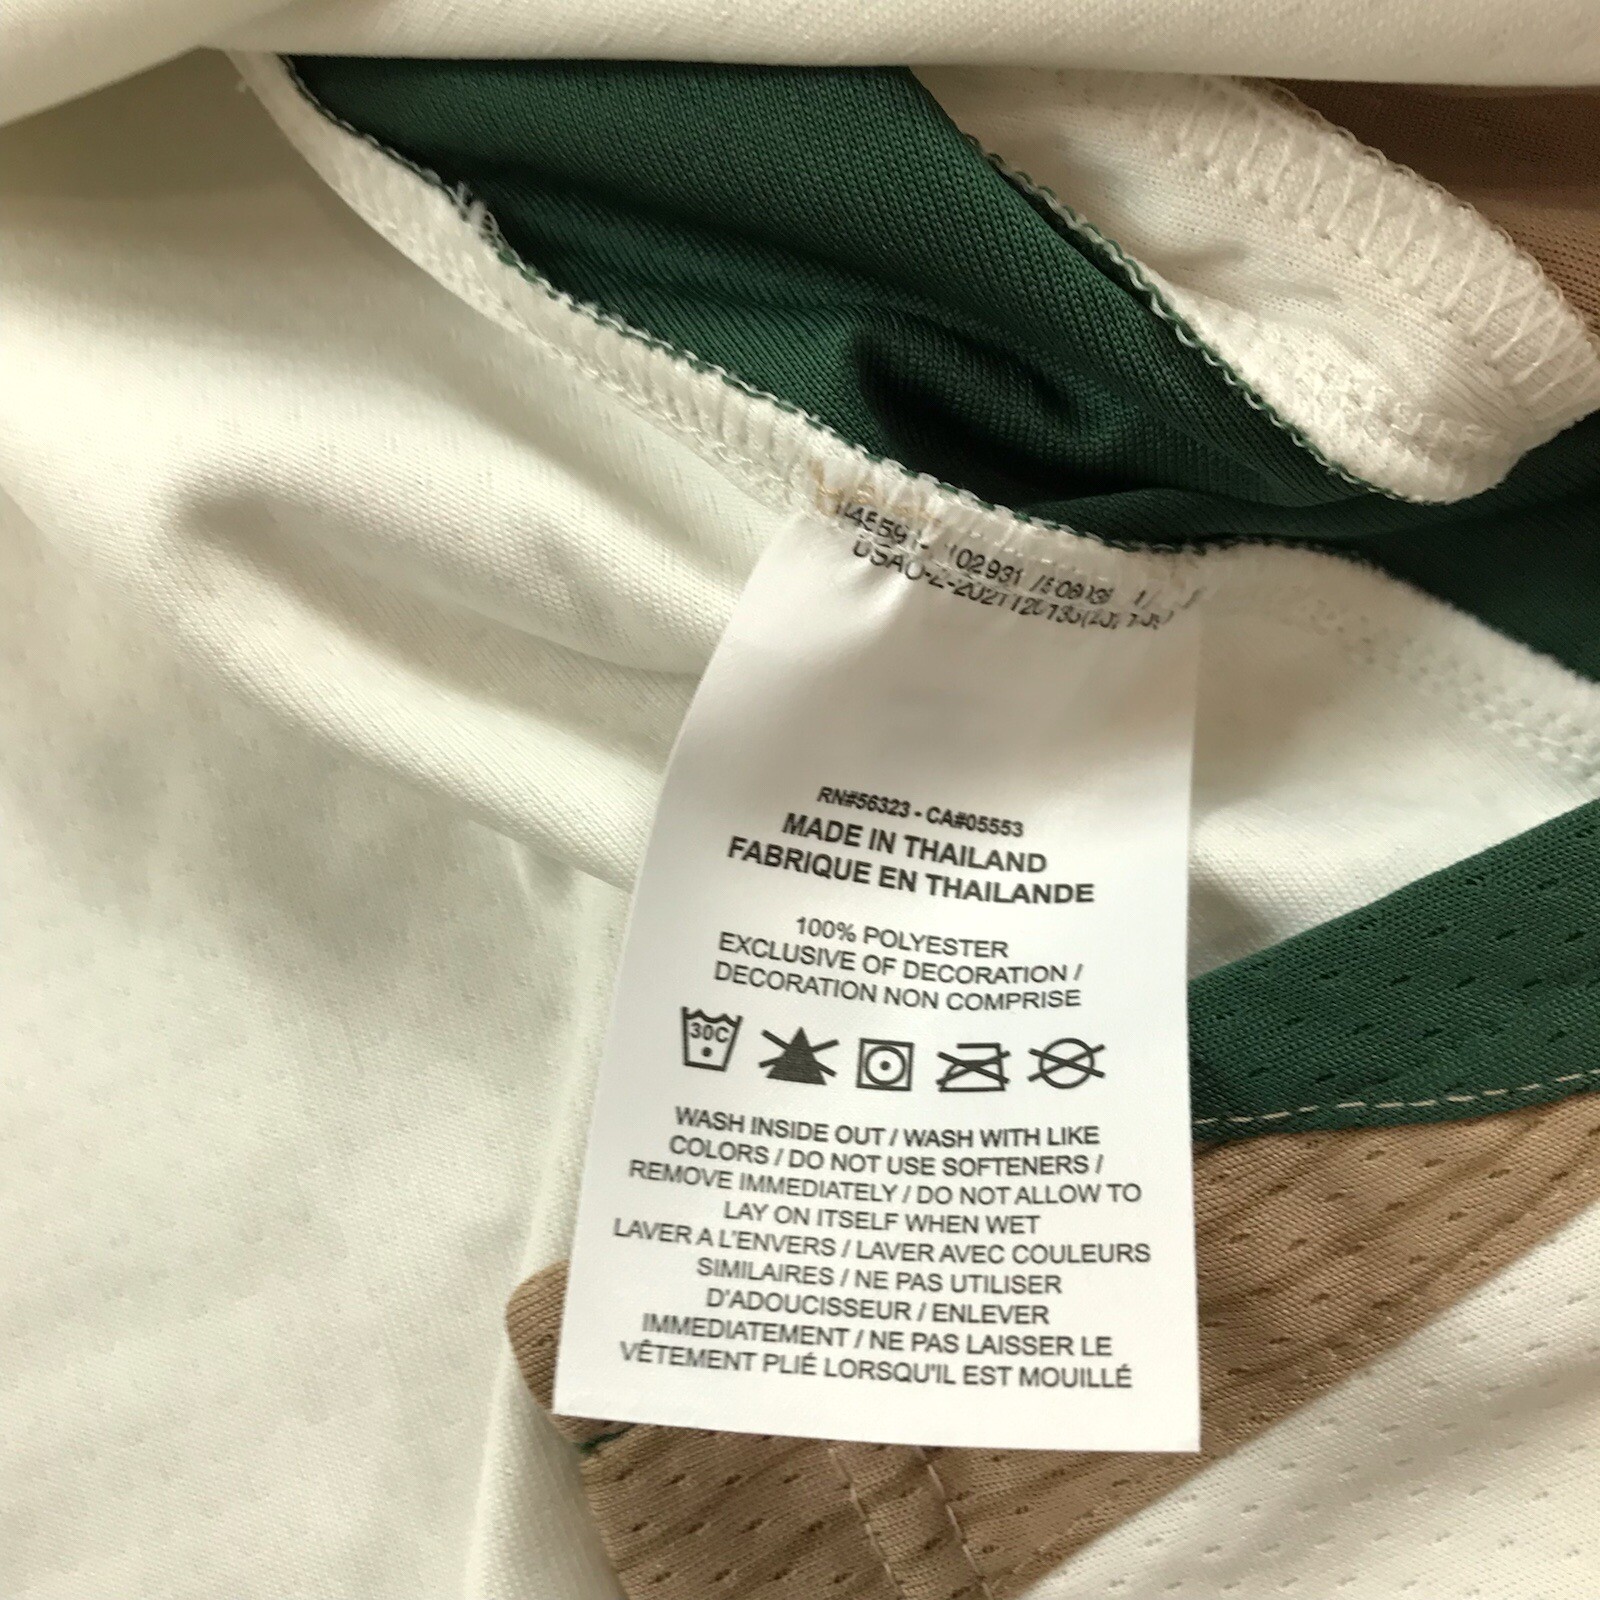 102931
RN#56323 - CA#05553
MADE IN THAILAND
FABRIQUE EN THAILANDE
100% POLYESTER
EXCLUSIVE OF DECORATION /
DECORATION NON COMPRISE
30C
WASH INSIDE OUT / WASH WITH LIKE
COLORS / DO NOT USE SOFTENERS /
REMOVE IMMEDIATELY / DO NOT ALLOW TO
LAY ON ITSELF WHEN WET
LAVER A L'ENVERS / LAVER AVEC COULEURS
SIMILAIRES / NE PAS UTILISER
D'ADOUCISSEUR / ENLEVER
IMMEDIATEMENT / NE PAS LAISSER LE
VÊTEMENT PLIÉ LORSQU'IL EST MOUILLÉ